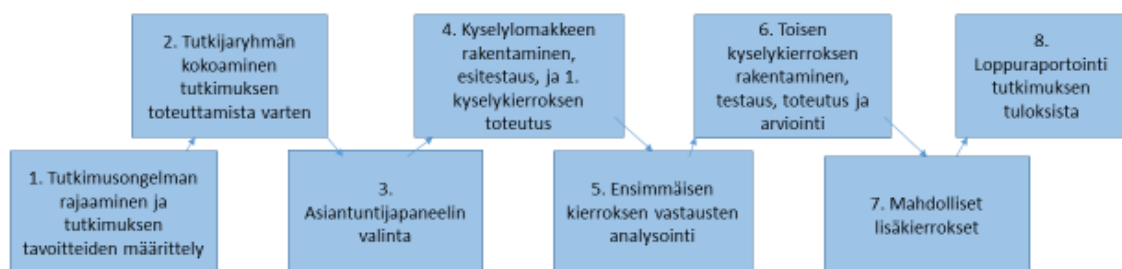 1. Tutkimusongelman
rajaaminen ja
tutkimuksen
tavoitteiden määrittely
2. Tutkijaryhmän
kokoaminen
tutkimuksen
toteuttamista varten
3.
Asiantuntijapaneelin
valinta
4. Kyselylomakkeen
rakentaminen,
esitestaus, ja 1.
kyselykierroksen
toteutus
5. Ensimmäisen
kierroksen vastausten
analysointi
6. Toisen
kyselykierroksen
rakentaminen,
testaus, toteutus ja
arviointi
7. Mahdolliset
lisäkierrokset
8.
Loppuraportointi
tutkimuksen
tuloksista